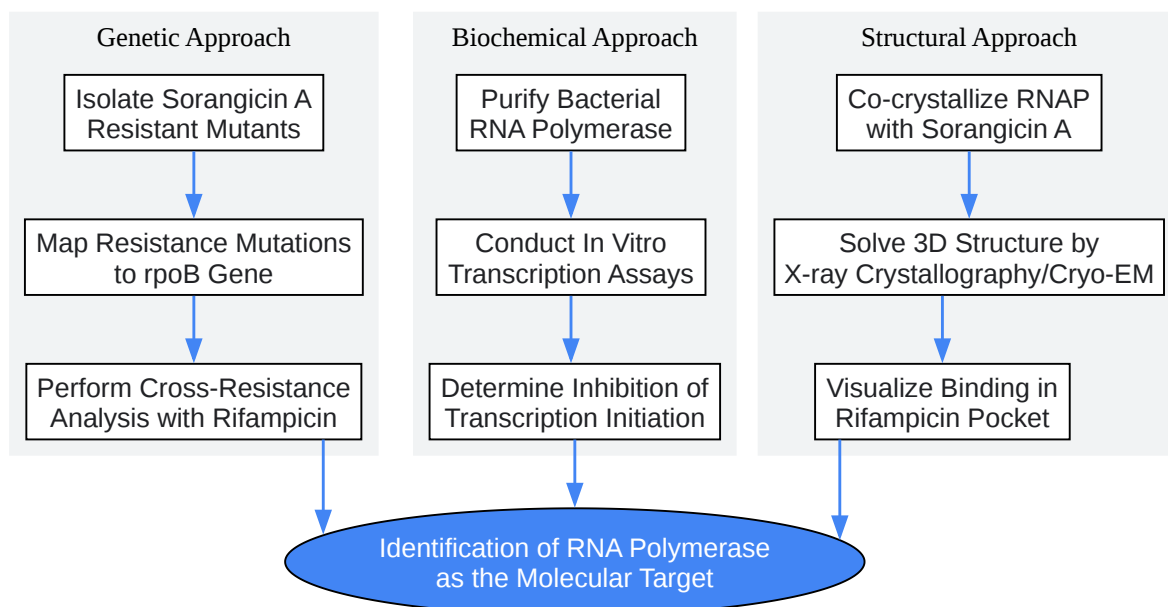 Genetic Approach
Isolate Sorangicin A
Resistant Mutants
Map Resistance Mutations
to rpoB Gene
Perform Cross-Resistance
Analysis with Rifampicin
Biochemical Approach
Purify Bacterial
RNA Polymerase
Conduct In Vitro
Transcription Assays
Determine Inhibition of
Transcription Initiation
Structural Approach
Co-crystallize RNAP
with Sorangicin A
Solve 3D Structure by
X-ray Crystallography/Cryo-EM
Visualize Binding in
Rifampicin Pocket
Identification of RNA Polymerase
as the Molecular Target